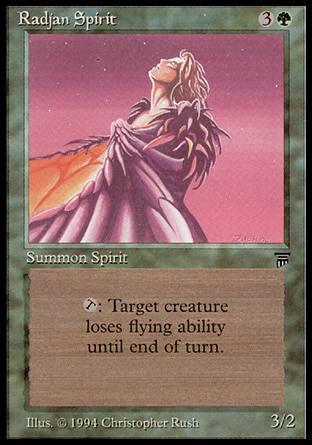 Radjan Spirit 3
Summon Spirit
: Target creature
loses flying ability
until end of turn.
Illus. © 1994 Christopher Rush 3/2